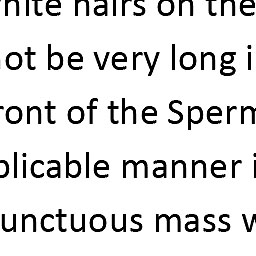 hite hairs on the
ot be very long i
ront of the Sperm
plicable manner i
unctuous mass w